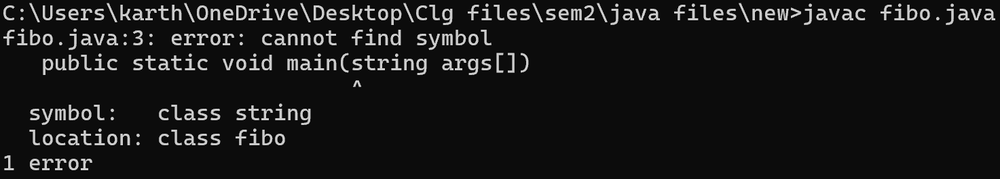 C:\Users\karth\OneDrive\Desktop\Clg files\sem2\java files\new>javac fibo.java
fibo.java:3: error: cannot find symbol
   public static void main(string args[])
                           ^
  symbol:   class string
  location: class fibo
1 error